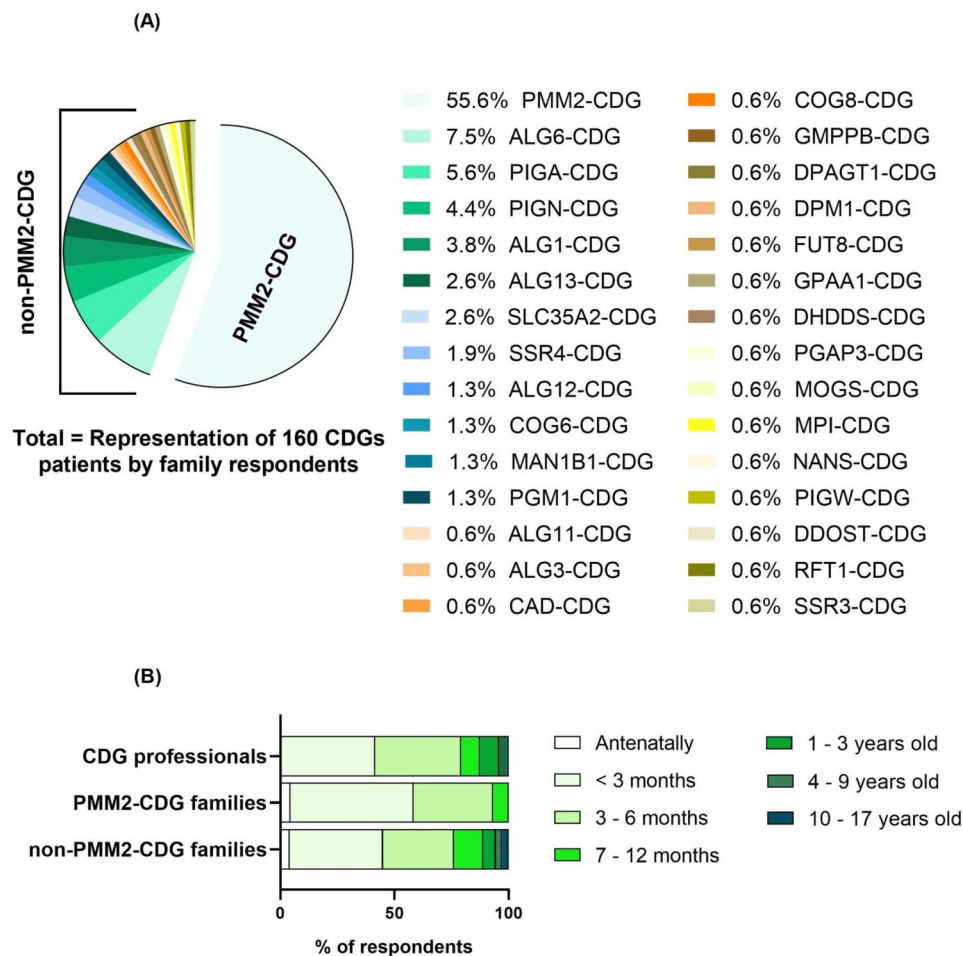 (A)
non-PMM2-CDG
PMM2-CDG
Total = Representation of 160 CDGs
patients by family respondents
55.6% PMM2-CDG
7.5% ALG6-CDG
5.6% PIGA-CDG
4.4% PIGN-CDG
3.8% ALG1-CDG
2.6% ALG13-CDG
2.6% SLC35A2-CDG
1.9% SSR4-CDG
1.3% ALG12-CDG
1.3% COG6-CDG
1.3% MAN1B1-CDG
1.3% PGM1-CDG
0.6% ALG11-CDG
0.6% ALG3-CDG
0.6% CAD-CDG
0.6% COG8-CDG
0.6% GMPPB-CDG
0.6% DPAGT1-CDG
0.6% DPM1-CDG
0.6% FUT8-CDG
0.6% GPAA1-CDG
0.6% DHDDS-CDG
0.6% PGAP3-CDG
0.6% MOGS-CDG
0.6% MPI-CDG
0.6% NANS-CDG
0.6% PIGW-CDG
0.6% DDOST-CDG
0.6% RFT1-CDG
0.6% SSR3-CDG
(B)
CDG professionals
PMM2-CDG families
non-PMM2-CDG families
0 50 100
% of respondents
Antenatally
< 3 months
3 - 6 months
7 - 12 months
1 - 3 years old
4 - 9 years old
10 - 17 years old